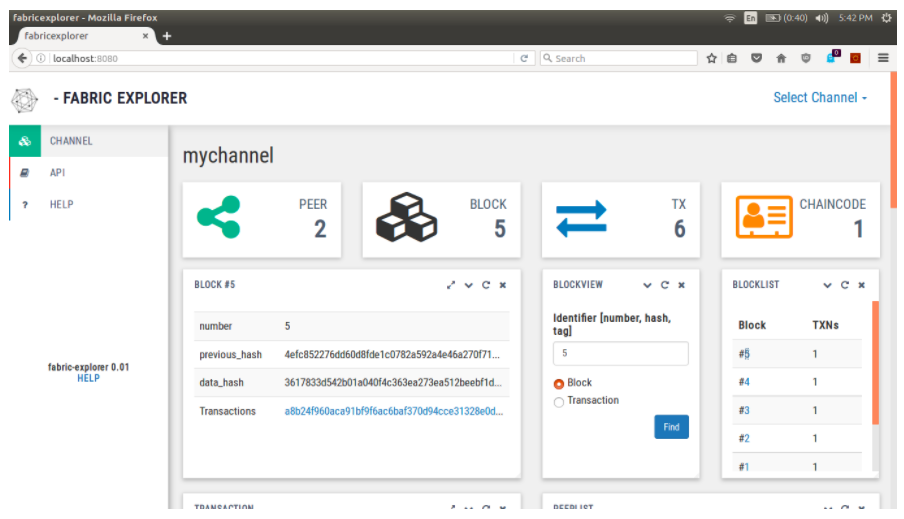 fabricexplorer - Mozilla Firefox
En (0:40) 5:42 PM
fabricexplorer × +
localhost:8080
Search
0
- FABRIC EXPLORER
Select Channel
CHANNEL
API
? HELP
fabric-explorer 0.01
HELP
mychannel
PEER
2
BLOCK
5
TX
6
CHAINCODE
1
BLOCK #5
number 5
previous_hash 4efc852276dd60d8fde1c0782a592a4e46a270f71...
data_hash 3617833d542b01a040f4c363ea273ea512beebf1d...
Transactions a8b24f960aca91bf9f6ac6baf370d94cce31328e0d...
BLOCKVIEW
Identifier [number, hash,
tag]
5
Block
Transaction
Find
BLOCKLIST
Block TXNs
#5 1
#4 1
#3 1
#2 1
#1 1
TRANSACTION
PEERLIST